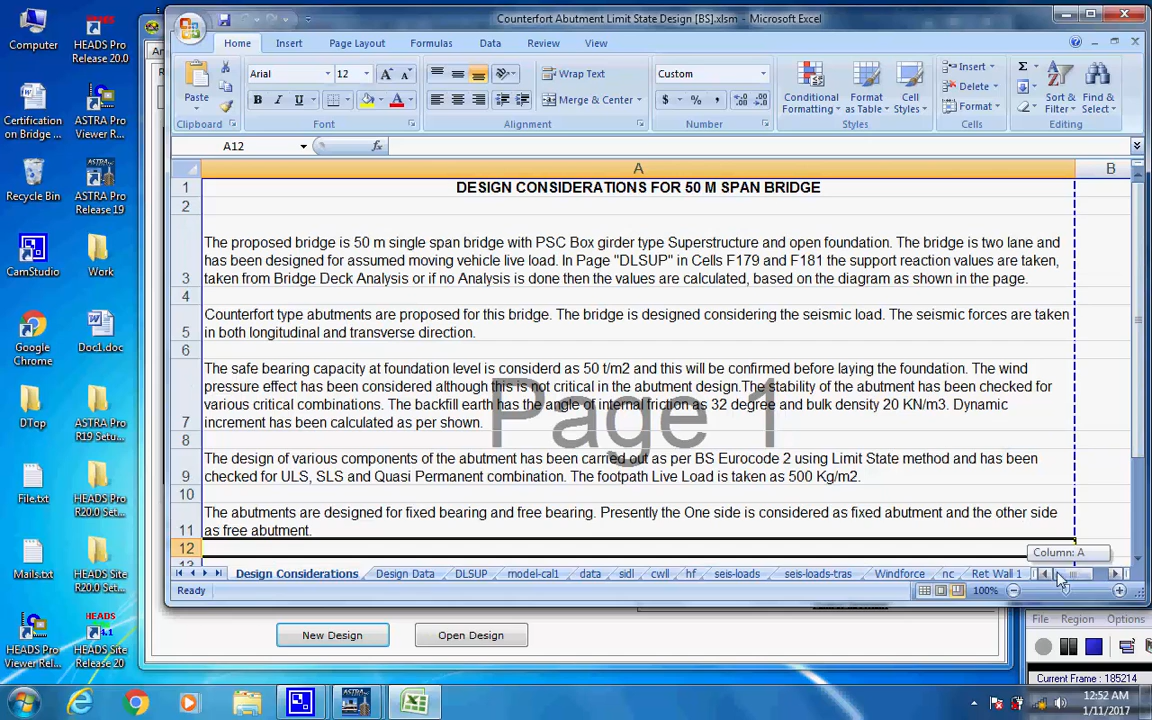 Counterfort Abutment Limit State Design [BS].xlsm - Microsoft Excel
Home Insert Page Layout Formulas Data Review View
Paste
Arial 12
B I U
Wrap Text
Merge & Center
Custom
$ % ,
Conditional Formatting
Format as Table
Cell Styles
Insert
Delete
Format
Σ
Sort & Filter
Find & Select
Clipboard Font Alignment Number Styles Cells Editing
A12 fx
A B
1 DESIGN CONSIDERATIONS FOR 50 M SPAN BRIDGE
2
The proposed bridge is 50 m single span bridge with PSC Box girder type Superstructure and open foundation. The bridge is two lane and
has been designed for assumed moving vehicle live load. In Page "DLSUP" in Cells F179 and F181 the support reaction values are taken,
3 taken from Bridge Deck Analysis or if no Analysis is done then the values are calculated, based on the diagram as shown in the page.
4
Counterfort type abutments are proposed for this bridge. The bridge is designed considering the seismic load. The seismic forces are taken
5 in both longitudinal and transverse direction.
6
The safe bearing capacity at foundation level is considerd as 50 t/m2 and this will be confirmed before laying the foundation. The wind
pressure effect has been considered although this is not critical in the abutment design.The stability of the abutment has been checked for
various critical combinations. The backfill earth has the angle of internal friction as 32 degree and bulk density 20 KN/m3. Dynamic
7 increment has been calculated as per shown.
Page 1
8
The design of various components of the abutment has been carried out as per BS Eurocode 2 using Limit State method and has been
9 checked for ULS, SLS and Quasi Permanent combination. The footpath Live Load is taken as 500 Kg/m2.
10
The abutments are designed for fixed bearing and free bearing. Presently the One side is considered as fixed abutment and the other side
11 as free abutment.
12
Column: A
Design Considerations Design Data DLSUP model-cal1 data sidl cwll hf seis-loads seis-loads-tras Windforce nc Ret Wall 1
Ready 100%
New Design Open Design
File Region Options
Current Frame : 185214
Computer
HEADS Pro Release 20.0
Certification on Bridge ...
ASTRA Pro Viewer R...
Recycle Bin
ASTRA Pro Release 19
CamStudio
Work
Google Chrome
Doc1.doc
DTop
ASTRA Pro R19 Setu...
File.txt
HEADS Pro R20.0 Set...
Mails.txt
HEADS Site R20.0 Set...
HEADS Pro Viewer Rel...
HEADS Site Release 20
12:52 AM
1/11/2017